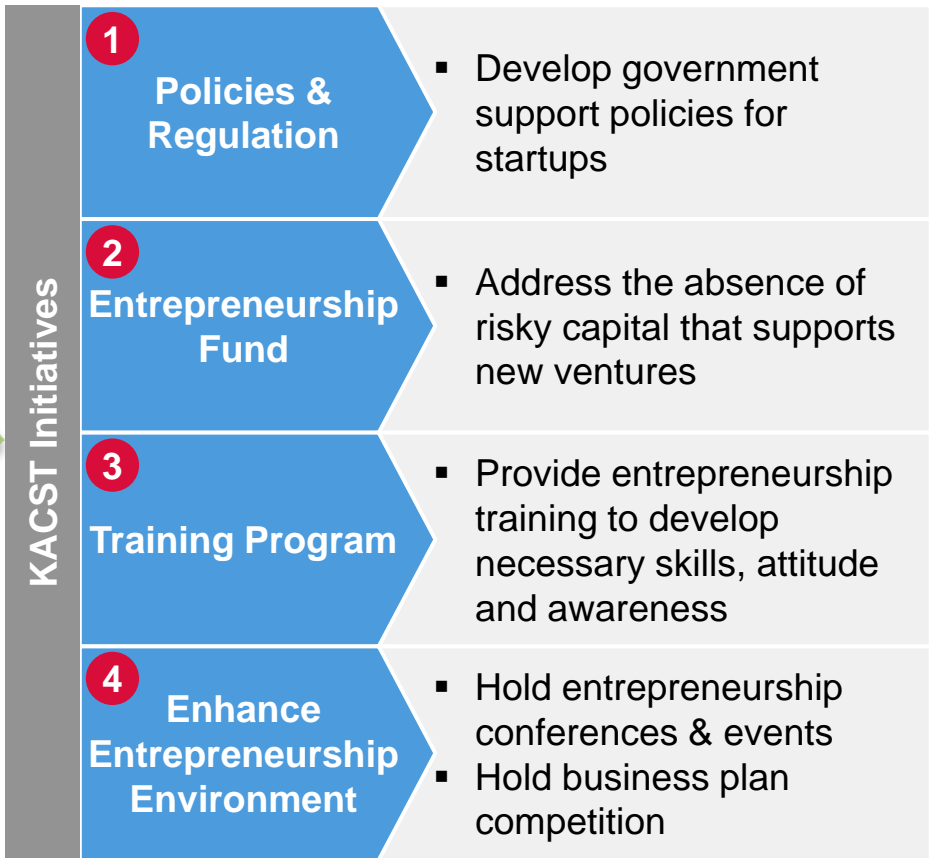 KACST Initiatives
1
Policies &
Regulation
▪ Develop government
support policies for
startups
2
Entrepreneurship
Fund
▪ Address the absence of
risky capital that supports
new ventures
3
Training Program
▪ Provide entrepreneurship
training to develop
necessary skills, attitude
and awareness
4
Enhance
Entrepreneurship
Environment
▪ Hold entrepreneurship
conferences & events
▪ Hold business plan
competition